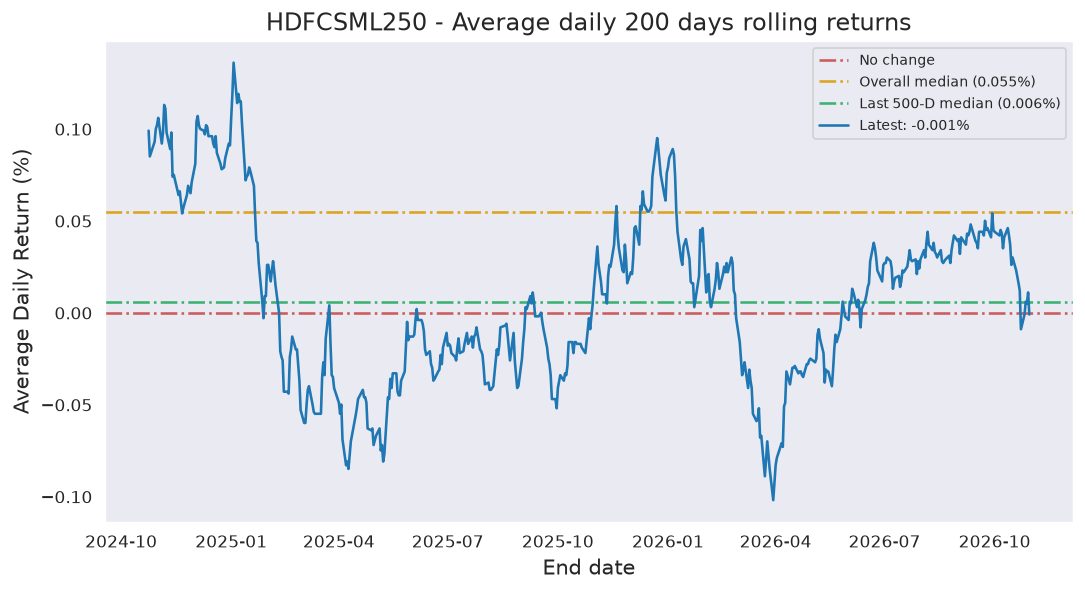 HDFCSML250 - Average daily 200 days rolling returns
No change
Overall median (0.055%)
Last 500-D median (0.006%)
Latest: -0.001%
Average Daily Return (%)
0.10
0.05
0.00
−0.05
−0.10
2024-10 2025-01 2025-04 2025-07 2025-10 2026-01 2026-04 2026-07 2026-10
End date